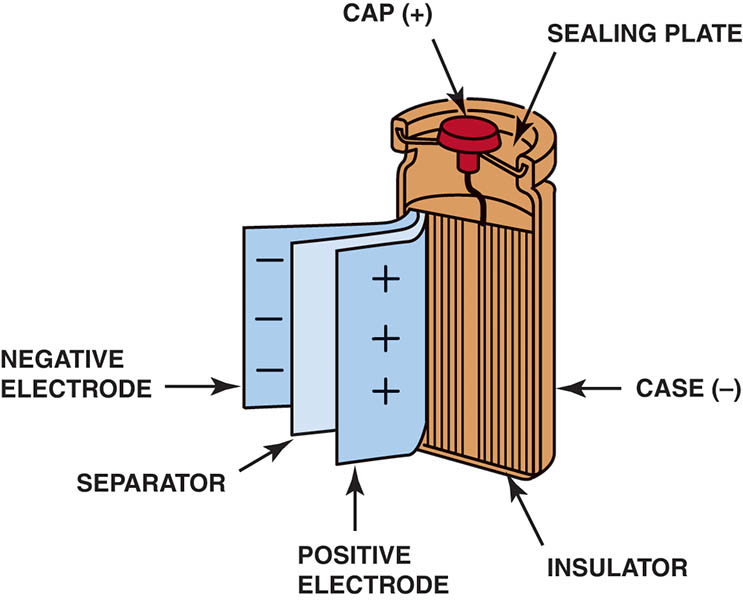 CAP (+)
SEALING PLATE
NEGATIVE
ELECTRODE
CASE (–)
SEPARATOR
POSITIVE
ELECTRODE
INSULATOR
–
–
–
+
+
+